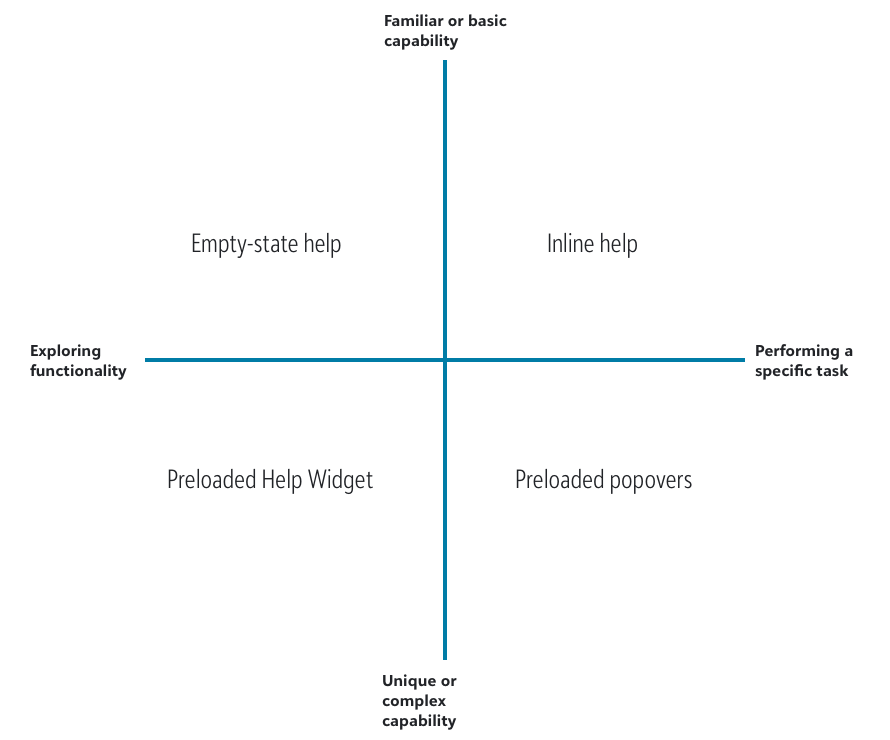 Familiar or basic
capability
Empty-state help
Inline help
Exploring
functionality
Performing a
specific task
Preloaded Help Widget
Preloaded popovers
Unique or
complex
capability